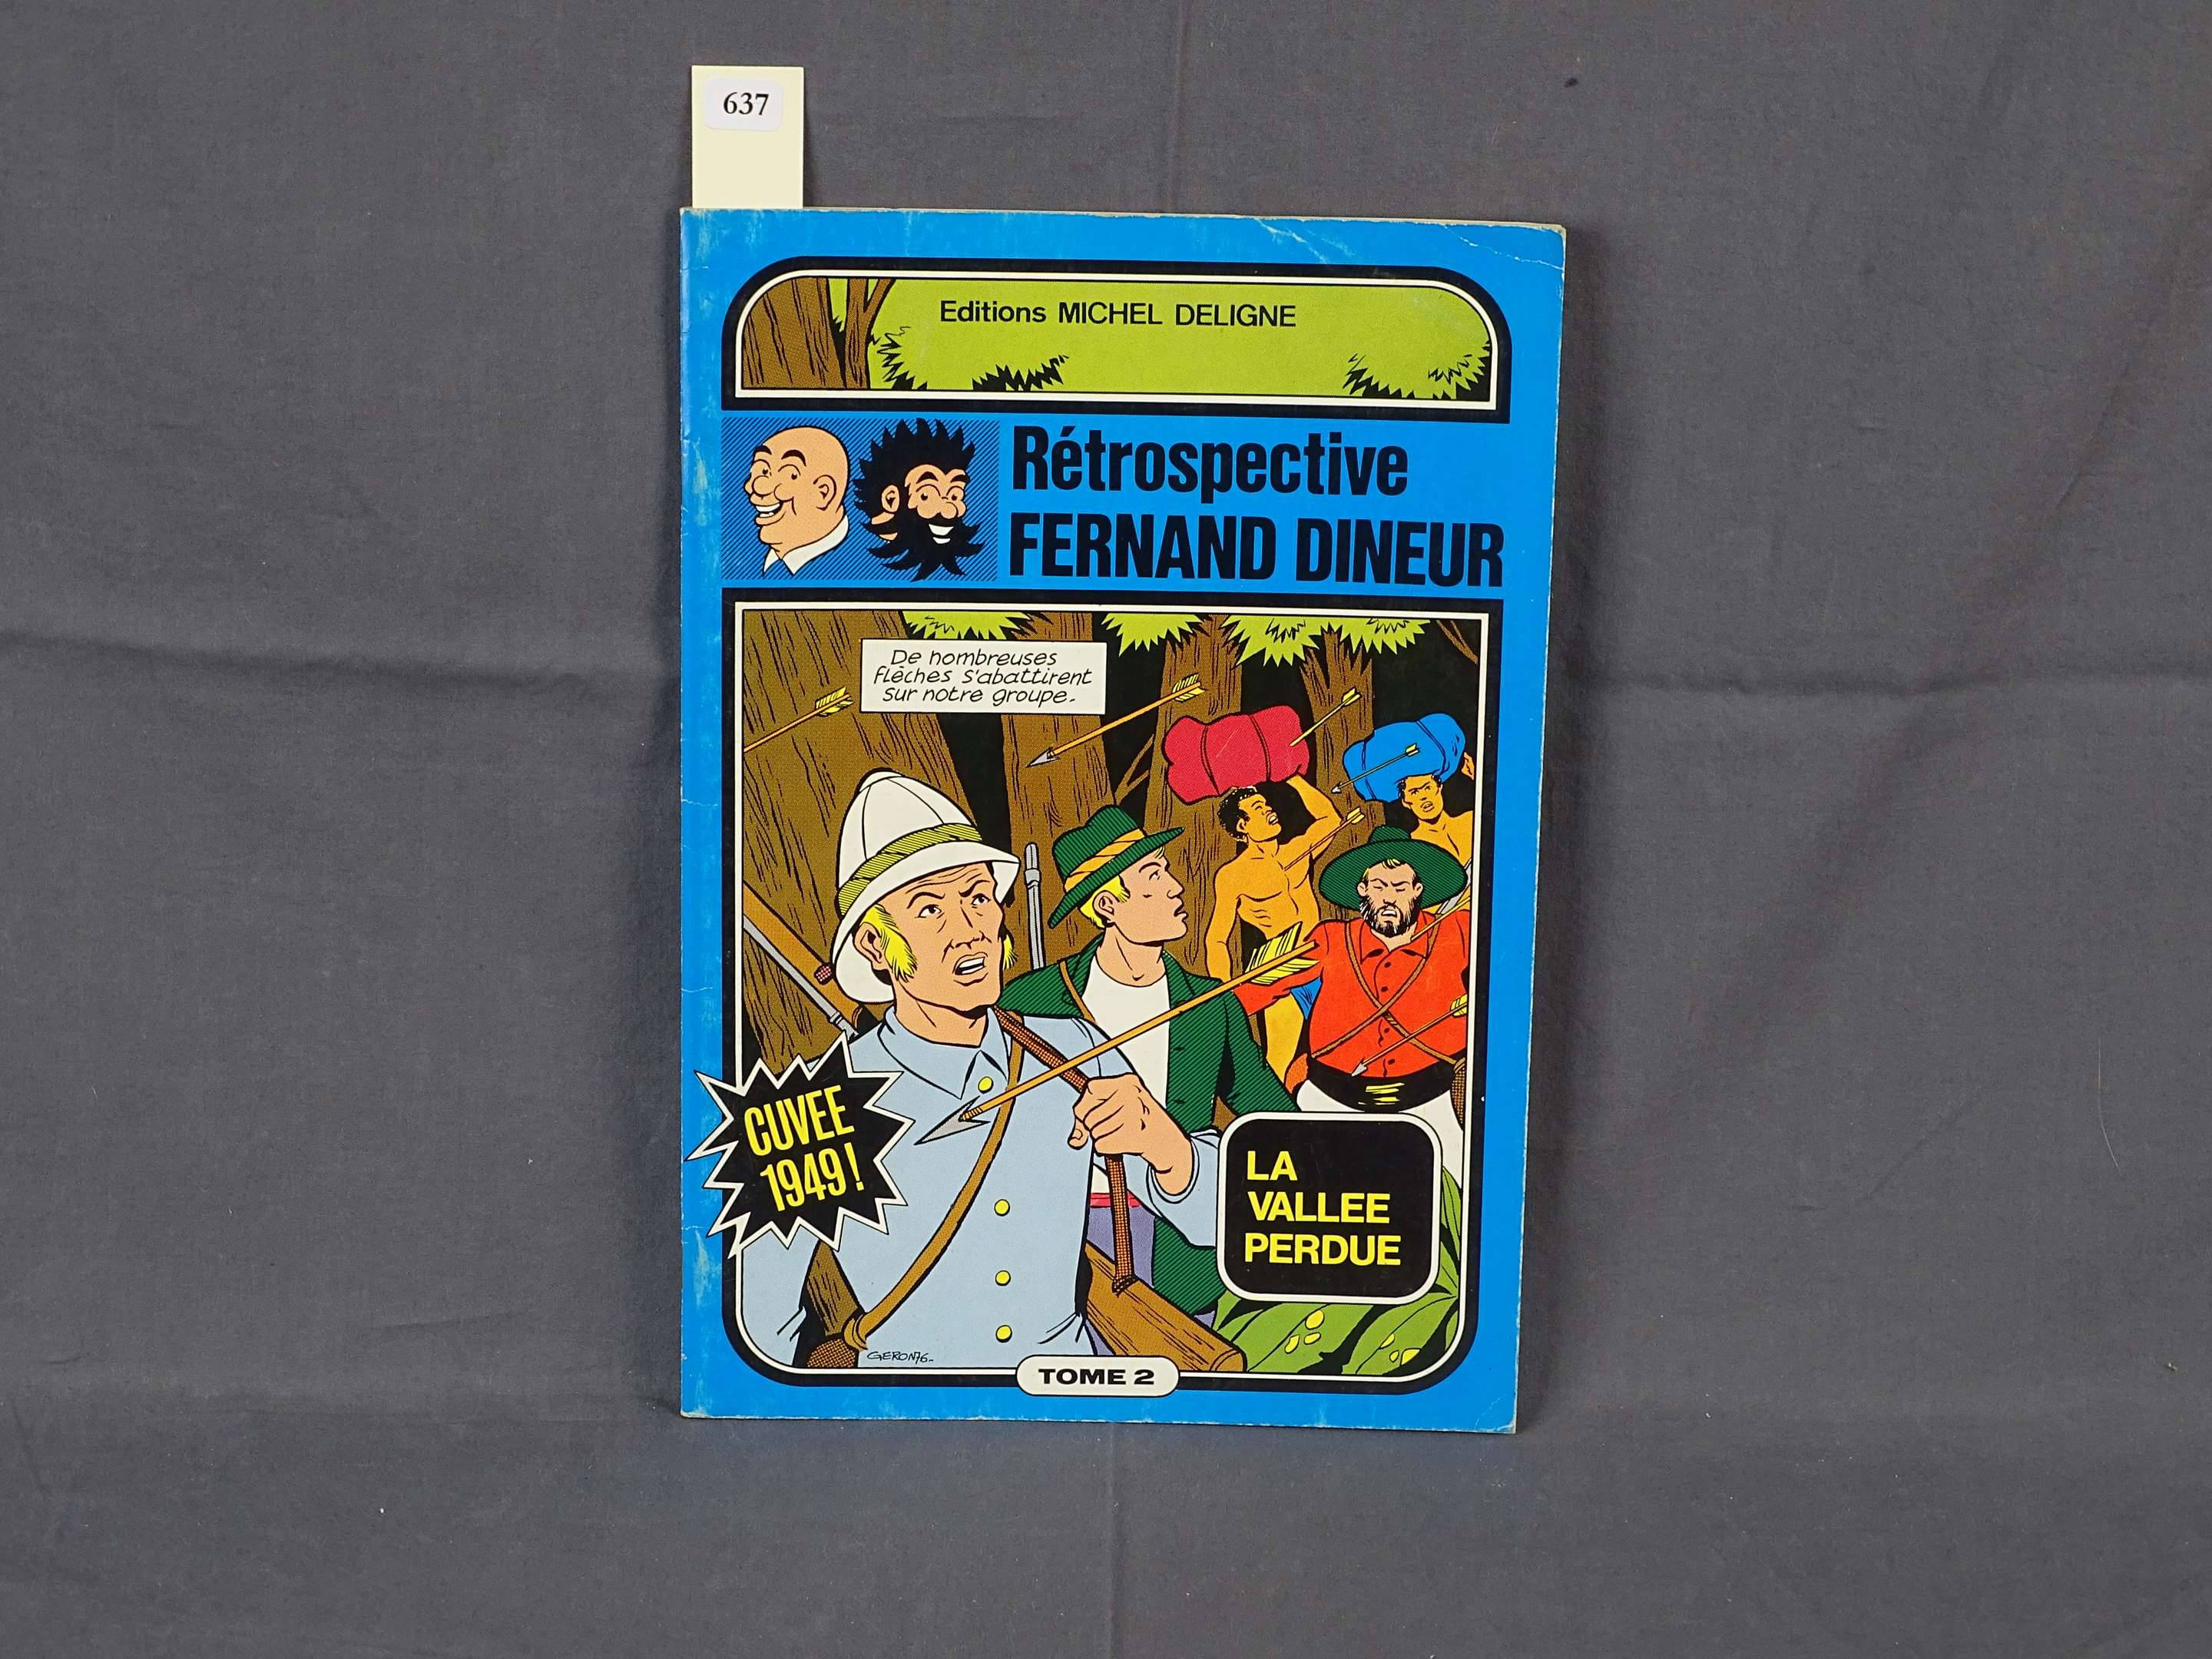 637
Editions MICHEL DELIGNE
Rétrospective
FERNAND DINEUR
De nombreuses
flèches s'abattirent
sur notre groupe.
CUVEE
1949!
LA
VALLEE
PERDUE
GERON76-
TOME 2